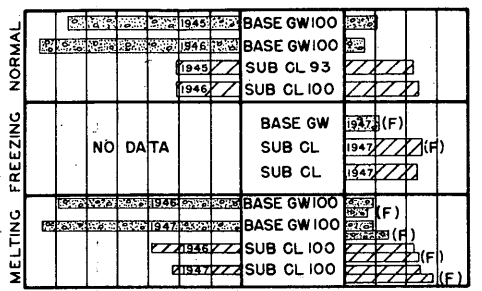 NORMAL
1945 BASE GW100
1946 BASE GW100
1945 SUB CL 93
1946 SUB CL 100
FREEZING
NO DATA
BASE GW 1947 (F)
SUB CL 1947 (F)
SUB CL 1947
MELTING
1946 BASE GW100 (F)
1947 BASE GW100 (F)
1946 SUB CL 100 (F)
1947 SUB CL 100 (F)